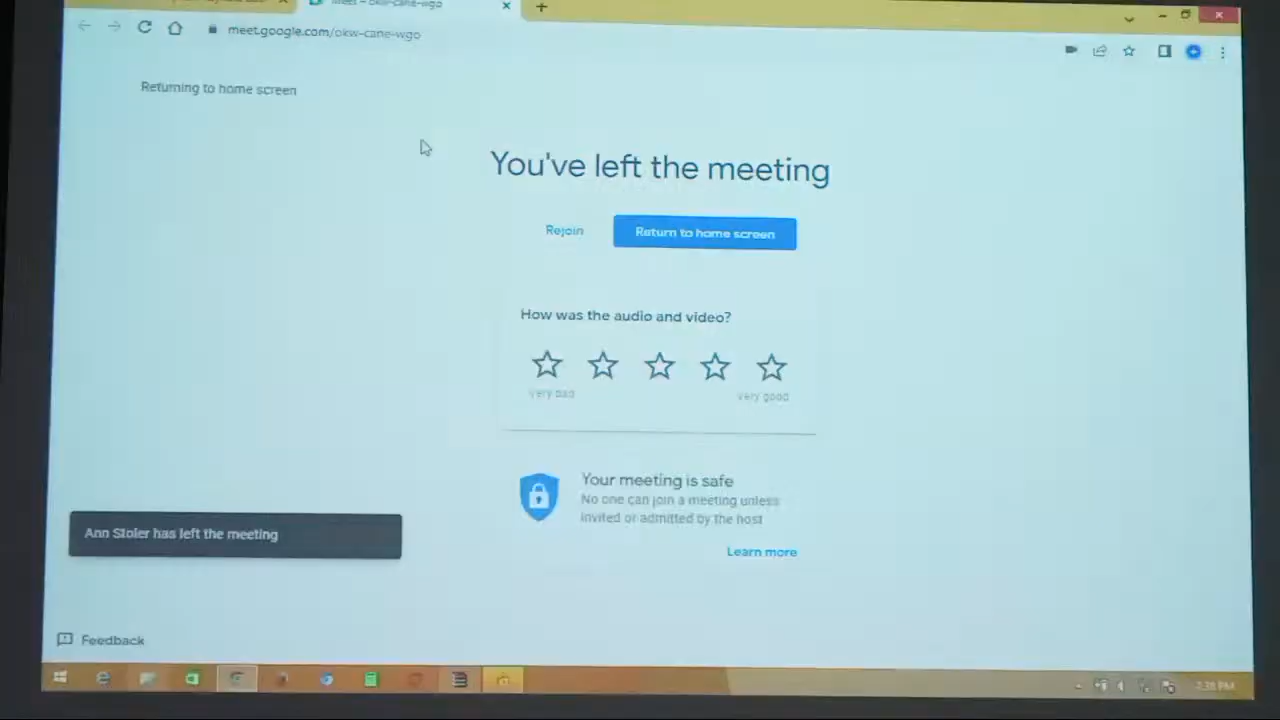 meet.google.com/okw-cane-wgo
Returning to home screen
You've left the meeting
Rejoin
Return to home screen
How was the audio and video?
very bad
very good
Your meeting is safe
No one can join a meeting unless
invited or admitted by the host
Learn more
Ann Stoler has left the meeting
Feedback